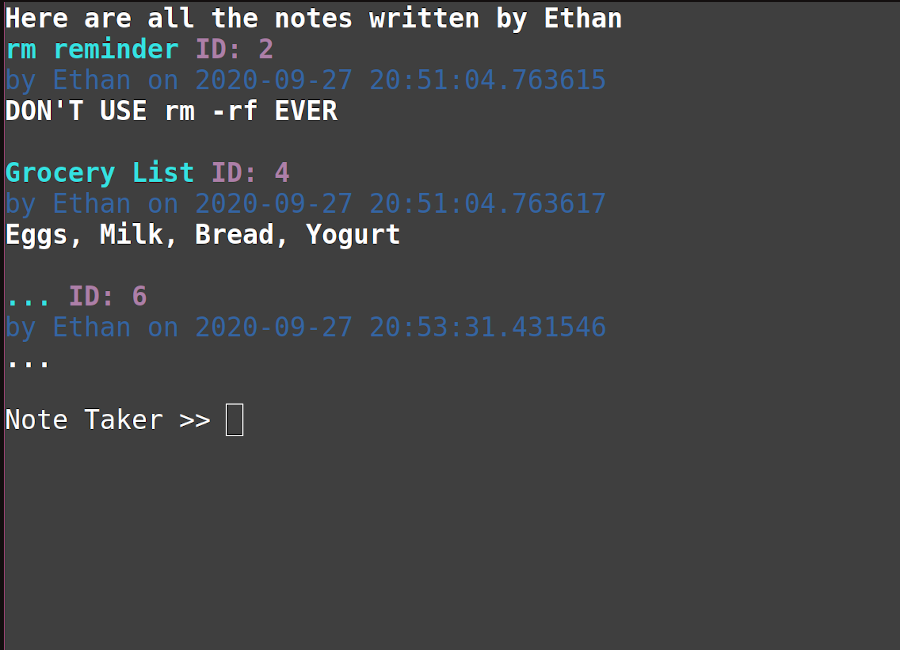 Here are all the notes written by Ethan
rm reminder ID: 2
by Ethan on 2020-09-27 20:51:04.763615
DON'T USE rm -rf EVER
Grocery List ID: 4
by Ethan on 2020-09-27 20:51:04.763617
Eggs, Milk, Bread, Yogurt
... ID: 6
by Ethan on 2020-09-27 20:53:31.431546
...
Note Taker >>